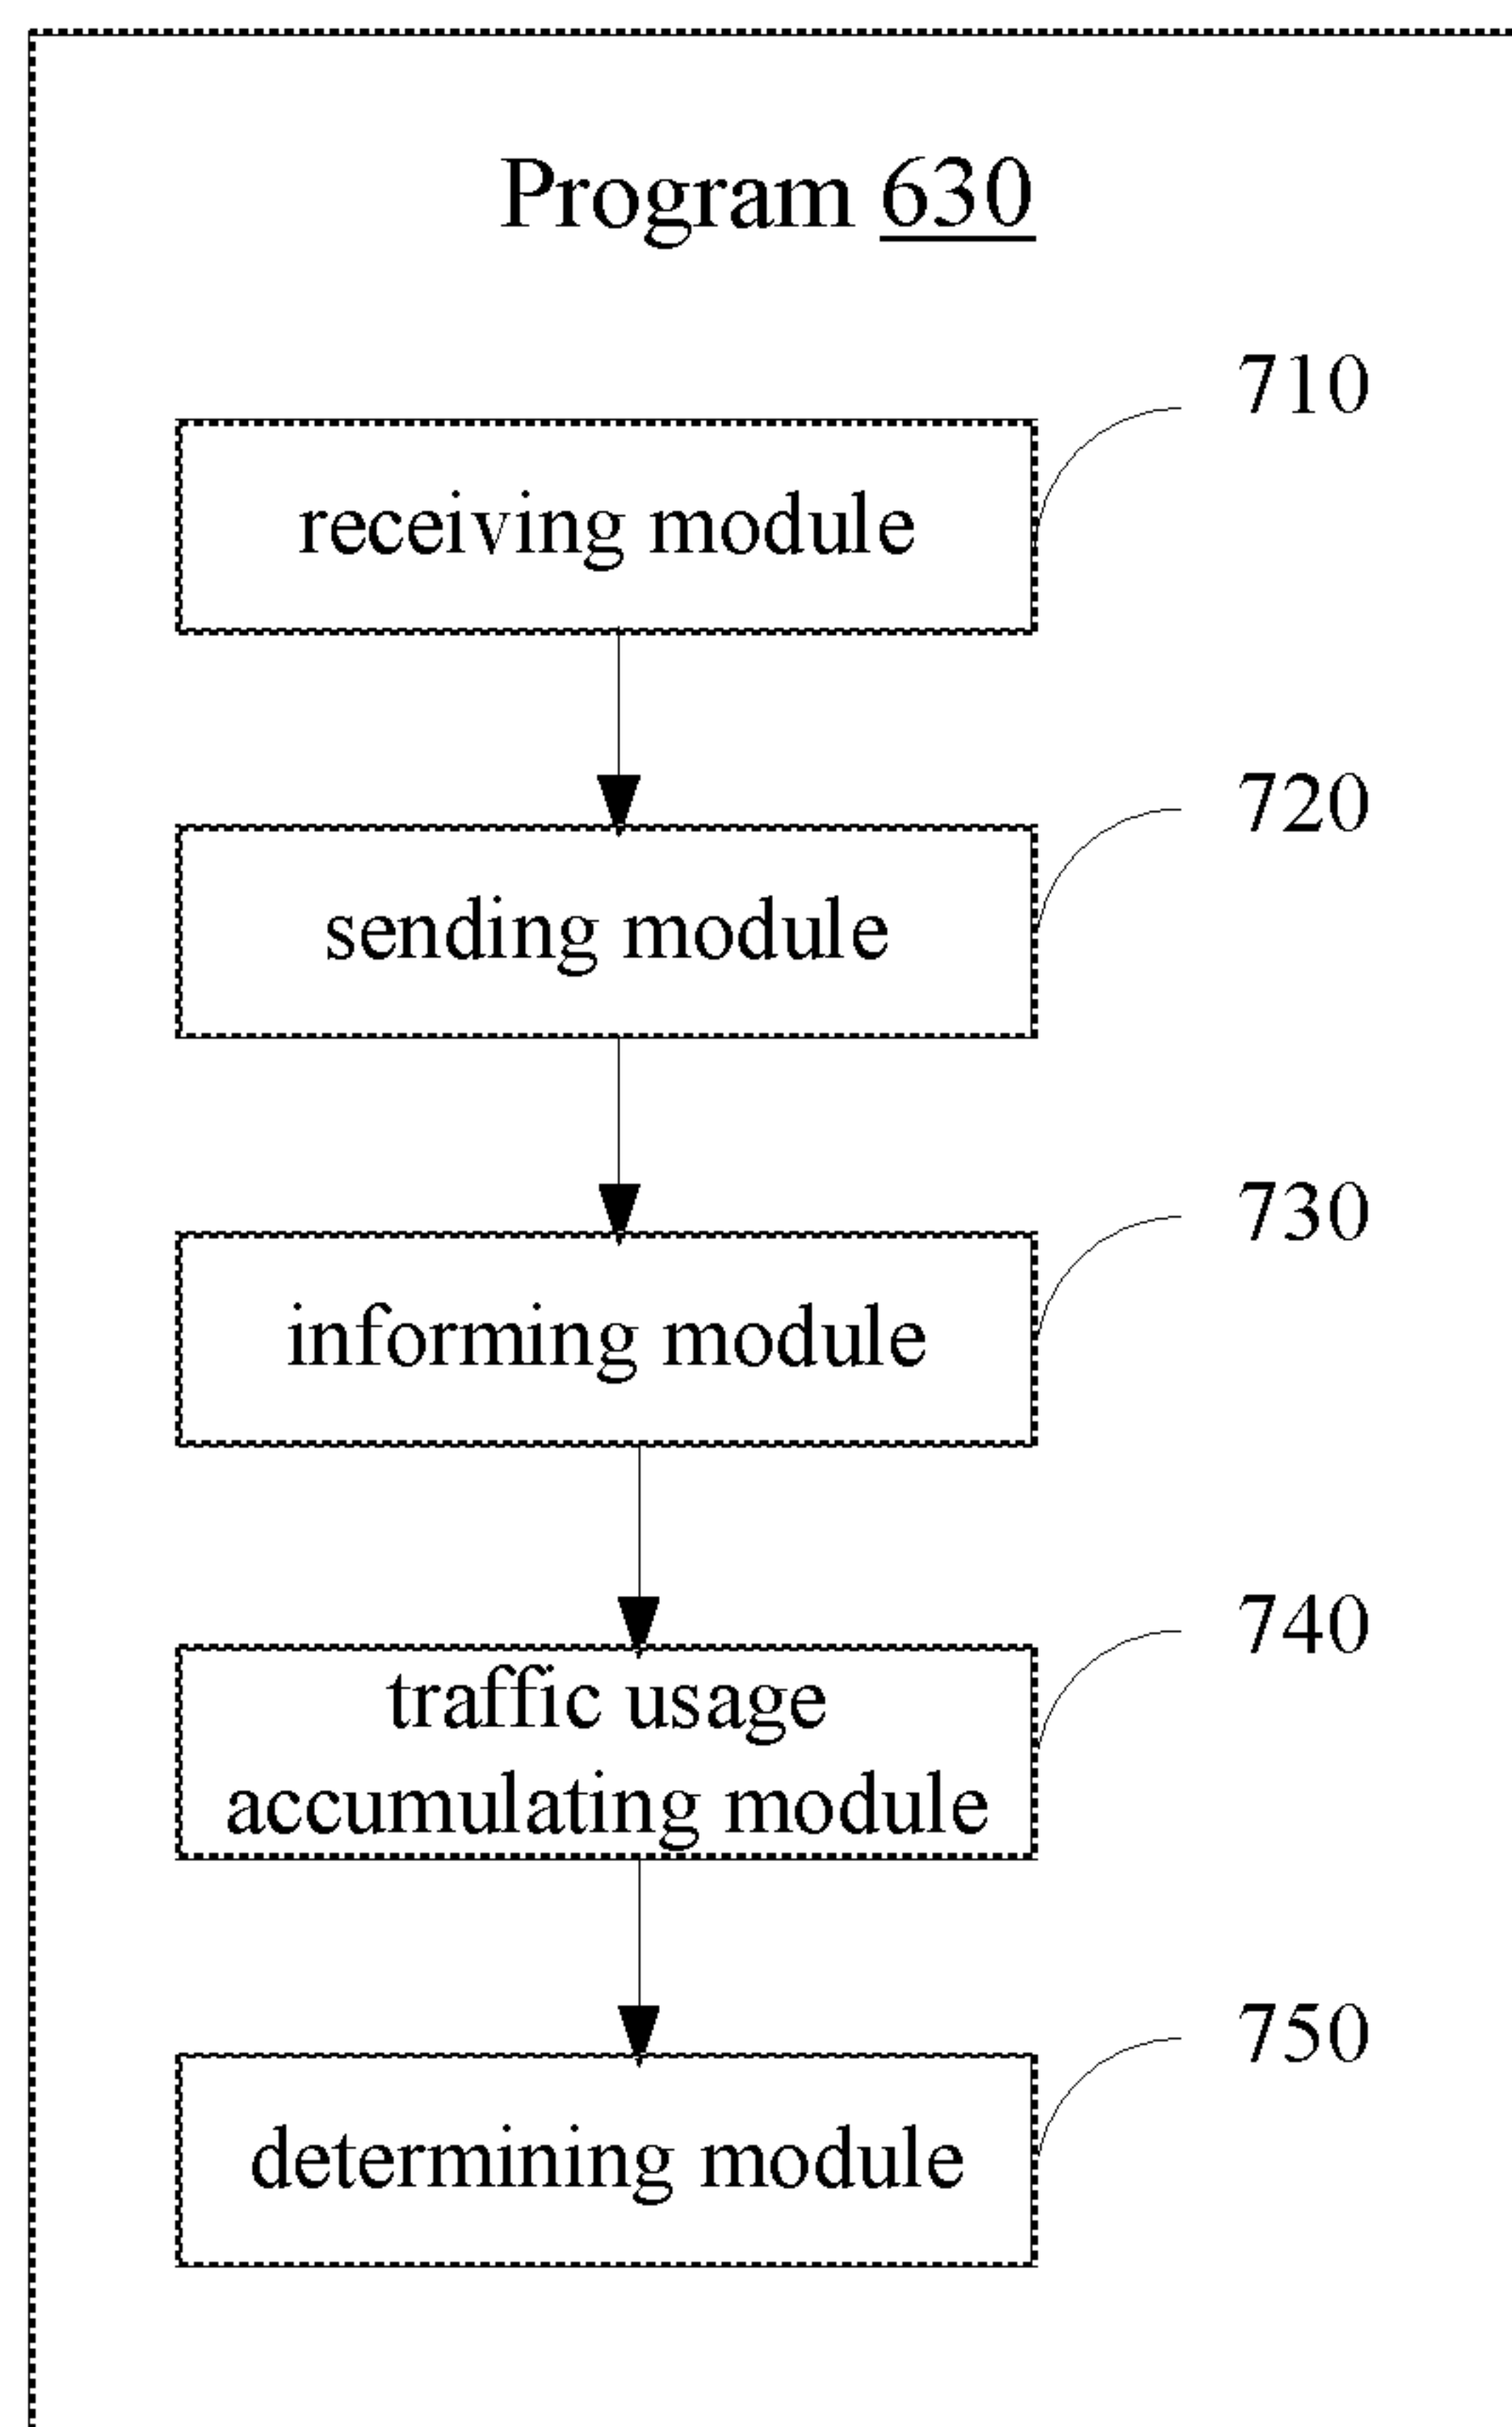 Program 630
710
receiving module
720
sending module
730
informing module
740
traffic usage
accumulating module
750
determining module